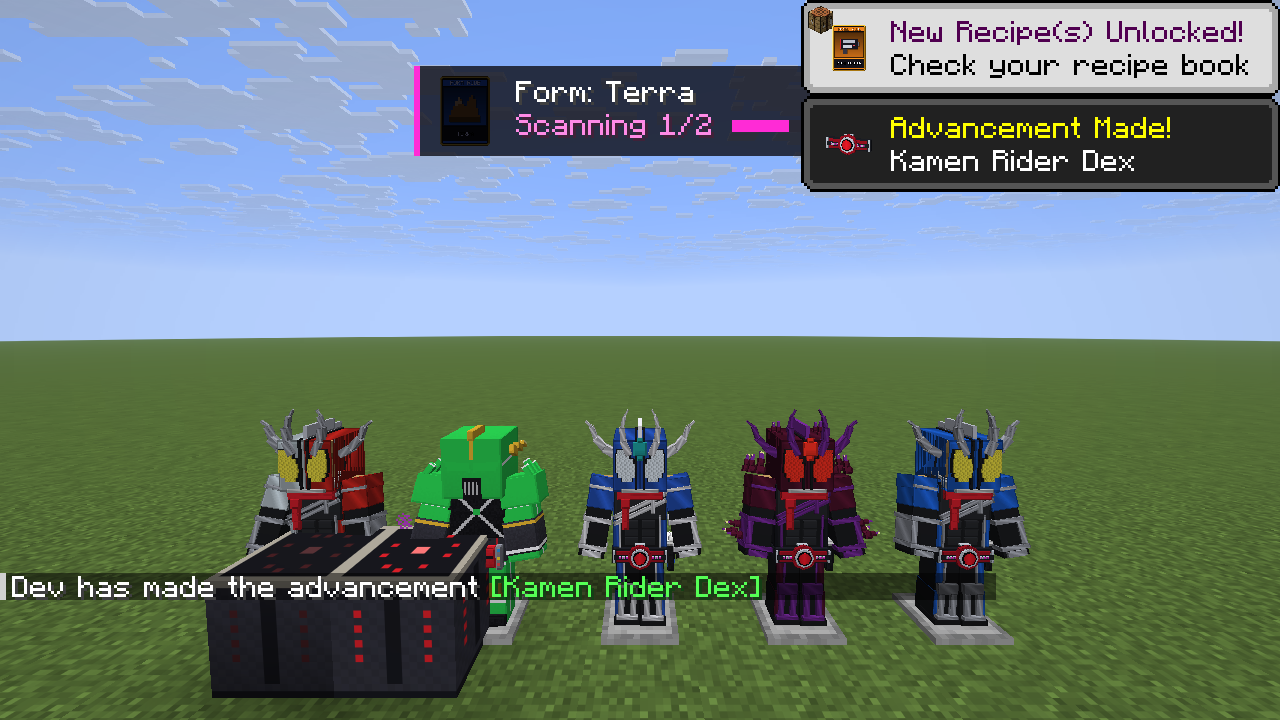 New Recipe(s) Unlocked!
Check your recipe book
Form: Terra
Scanning 1/2
Advancement Made!
Kamen Rider Dex
Dev has made the advancement [Kamen Rider Dex]